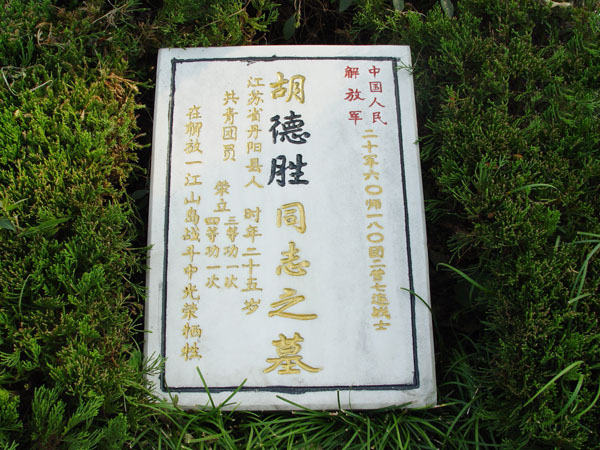 中国人民
解放军
二十军六〇师一八〇团二营七连战士
胡德胜同志之墓
江苏省丹阳县人 时年二十五岁
共青团员 荣立 三等功一次
四等功一次
在解放一江山岛战斗中光荣牺牲